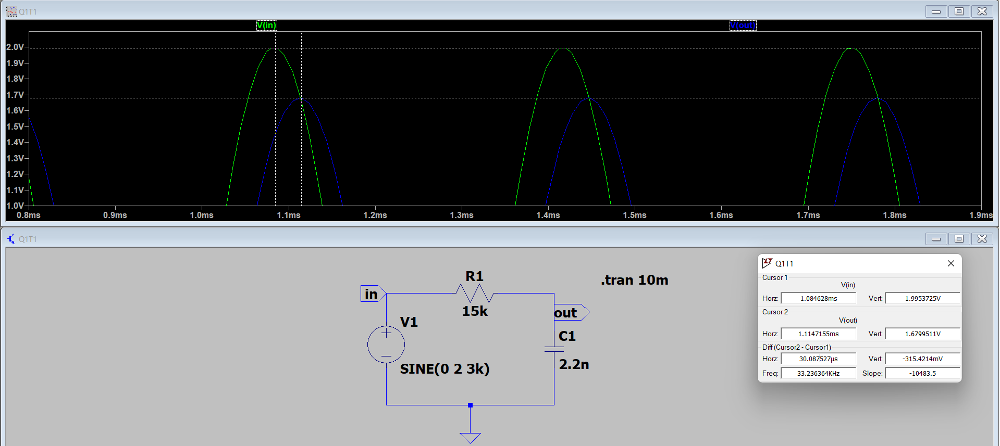 Q1T1
V(in) V(out)
2.0V
1.9V
1.8V
1.7V
1.6V
1.5V
1.4V
1.3V
1.2V
1.1V
1.0V
0.8ms 0.9ms 1.0ms 1.1ms 1.2ms 1.3ms 1.4ms 1.5ms 1.6ms 1.7ms 1.8ms 1.9ms
Q1T1
in
R1
15k
.tran 10m
out
V1
SINE(0 2 3k)
C1
2.2n
Q1T1
Cursor 1
V(in)
Horz: 1.084628ms Vert: 1.9953725V
Cursor 2
V(out)
Horz: 1.1147155ms Vert: 1.6799511V
Diff (Cursor2 - Cursor1)
Horz: 30.087527µs Vert: -315.4214mV
Freq: 33.236364KHz Slope: -10483.5